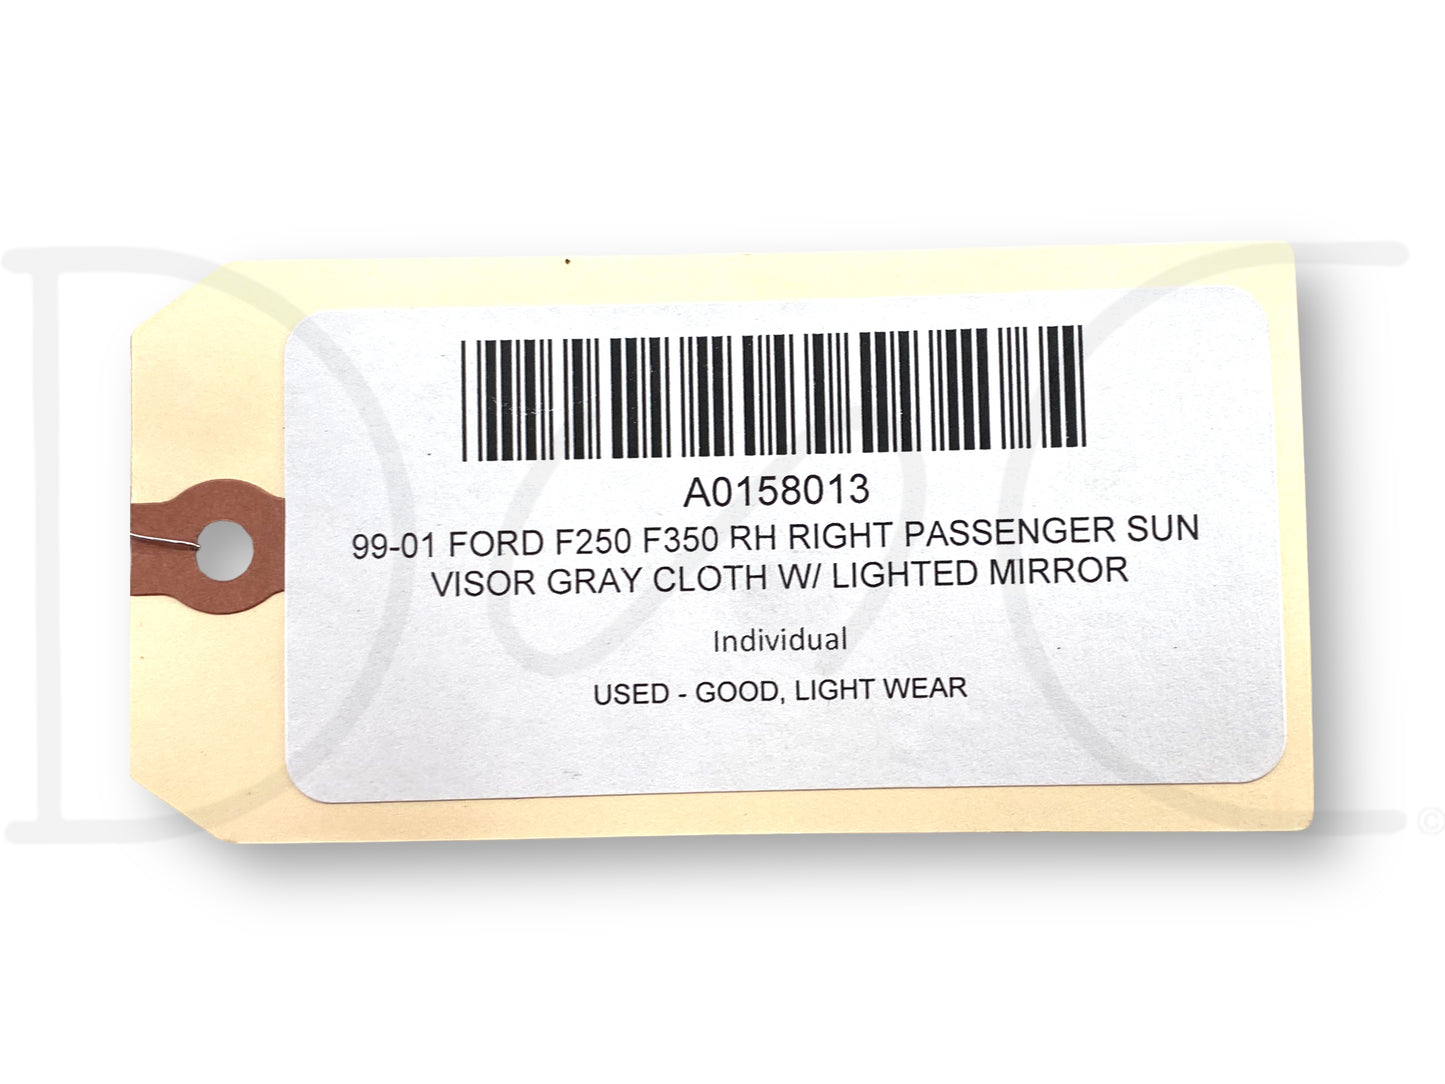 A0158013
99-01 FORD F250 F350 RH RIGHT PASSENGER SUN
VISOR GRAY CLOTH W/ LIGHTED MIRROR
Individual
USED - GOOD, LIGHT WEAR
©